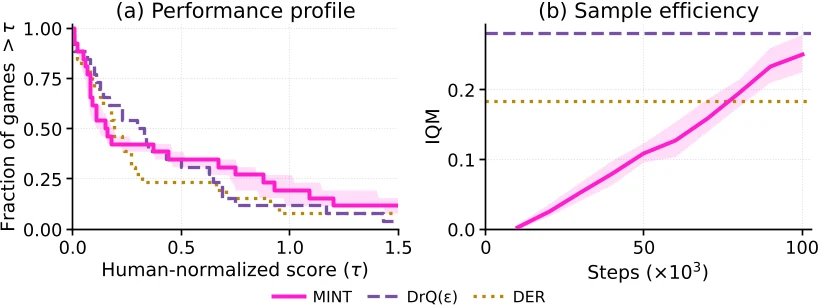 (a) Performance profile
Fraction of games > τ
1.00
0.75
0.50
0.25
0.00
0.0 0.5 1.0 1.5
Human-normalized score (τ)
(b) Sample efficiency
IQM
0.2
0.1
0.0
0 50 100
Steps (×10³)
MINT DrQ(ε) DER